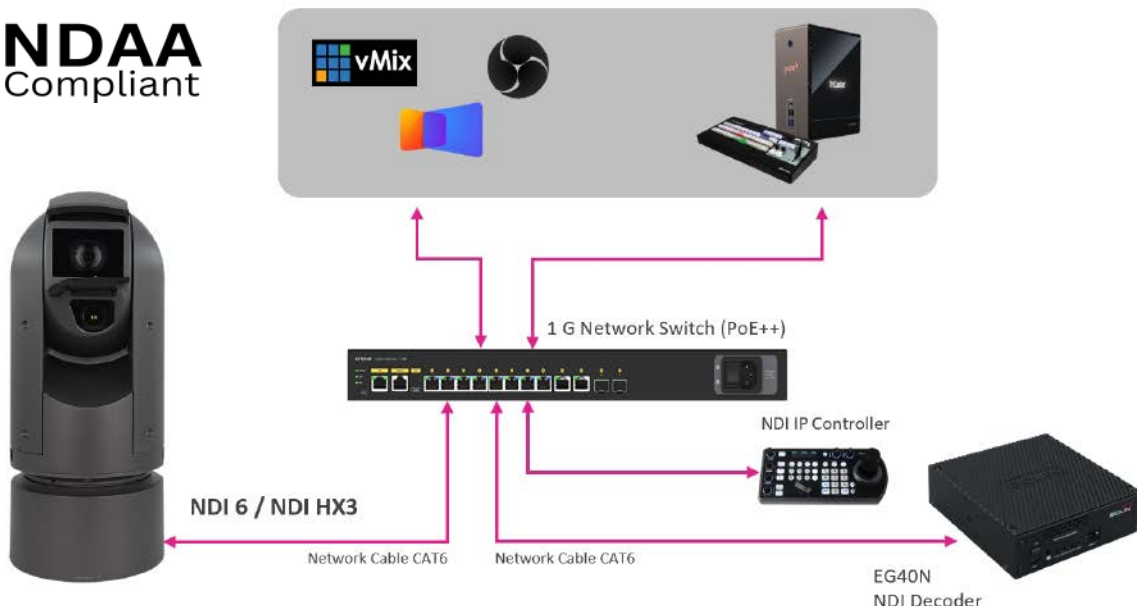 NDAA
Compliant
vMix
1 G Network Switch (PoE++)
NDI IP Controller
NDI 6 / NDI HX3
Network Cable CAT6
Network Cable CAT6
EG40N
NDI Decoder